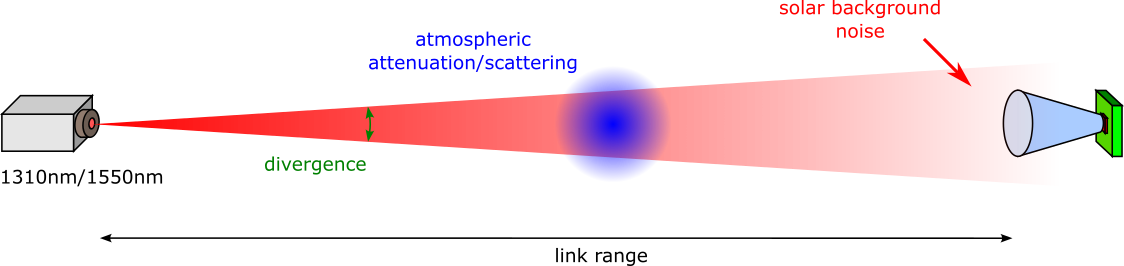 solar background
noise
atmospheric
attenuation/scattering
divergence
1310nm/1550nm
link range